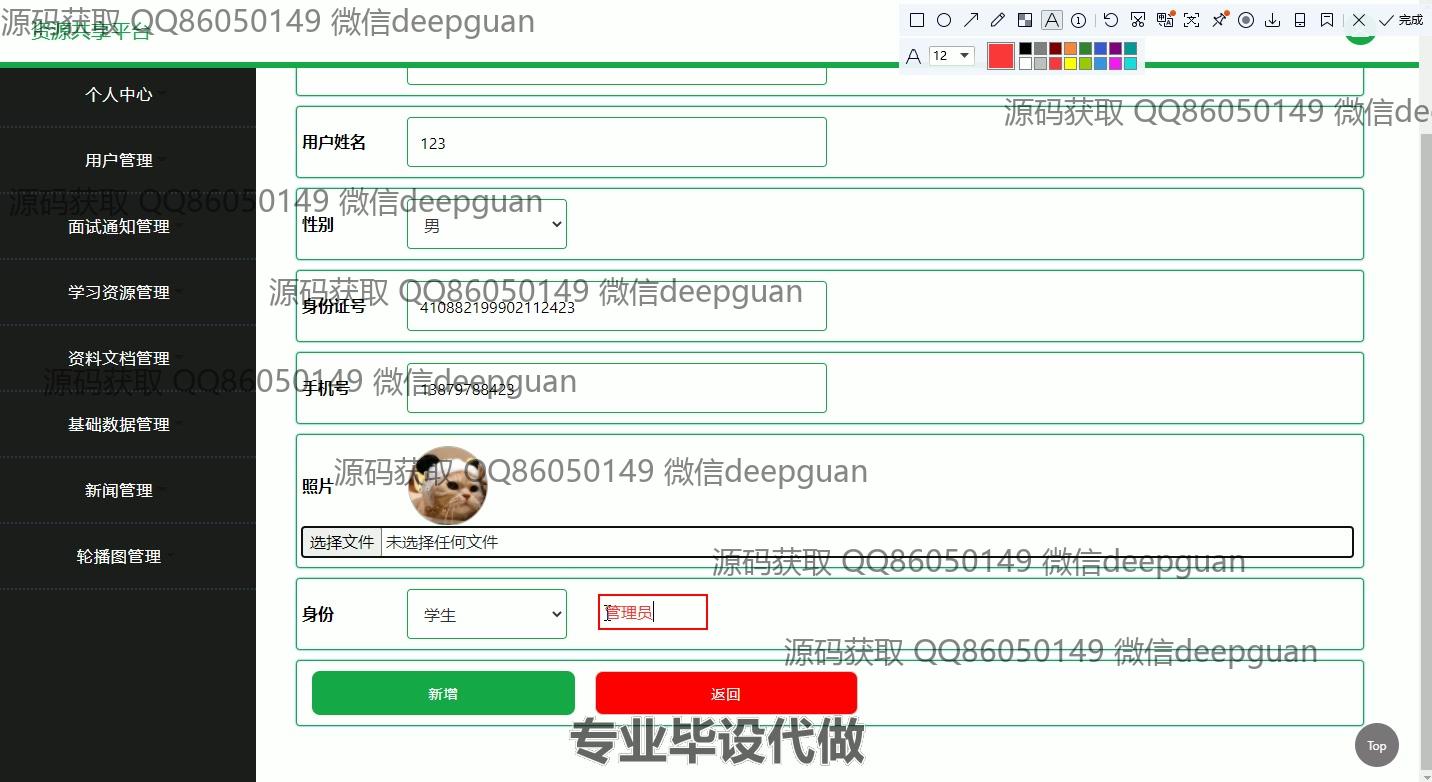 源码获取 QQ86050149 微信deepguan
资源共享平台
完成
A 12
源码获取 QQ86050149 微信de
个人中心
用户姓名 123
用户管理
源码获取 QQ86050149 微信deepguan
面试通知管理
性别 男
学习资源管理
源码获取 QQ86050149 微信deepguan
身份证号 410882199902112423
资料文档管理
源码获取 QQ86050149 微信deepguan
手机号 13879788423
基础数据管理
源码获取 QQ86050149 微信deepguan
照片
新闻管理
选择文件 未选择任何文件
轮播图管理
源码获取 QQ86050149 微信deepguan
身份 学生 管理员
源码获取 QQ86050149 微信deepguan
新增 返回
专业毕设代做
Top